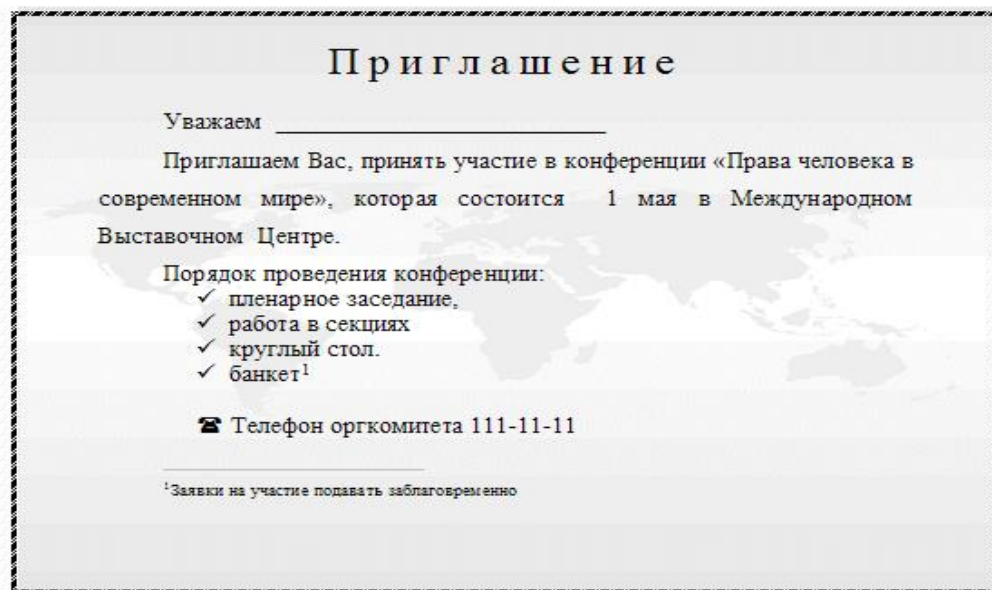 Приглашение
Уважаем ___________________________
Приглашаем Вас, принять участие в конференции «Права человека в
современном мире», которая состоится 1 мая в Международном
Выставочном Центре.
Порядок проведения конференции:
✓ пленарное заседание,
✓ работа в секциях
✓ круглый стол.
✓ банкет¹
☎ Телефон оргкомитета 111-11-11
¹Заявки на участие подавать заблаговременно